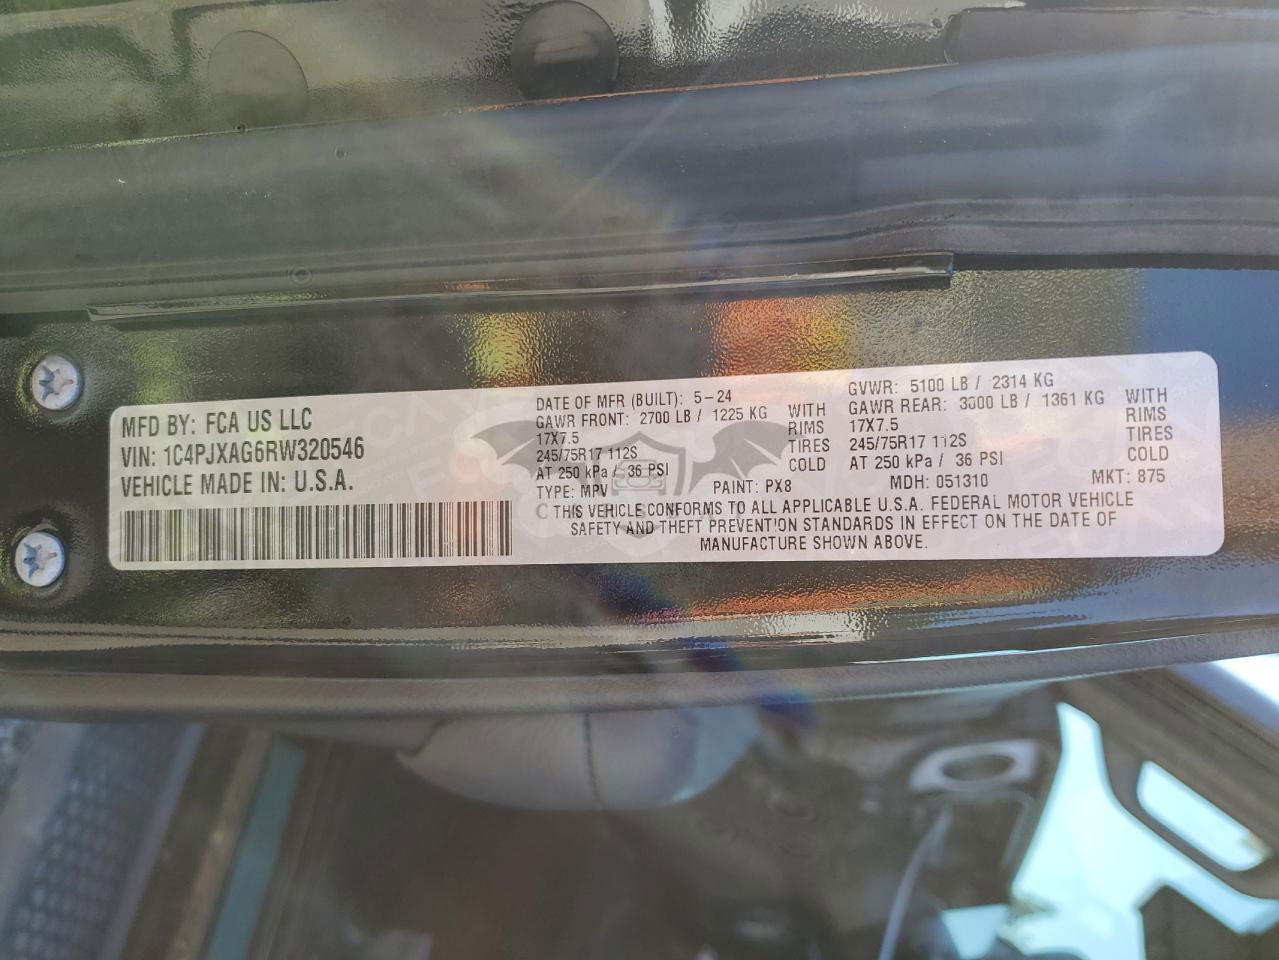 MFD BY: FCA US LLC
VIN: 1C4PJXAG6RW320546
VEHICLE MADE IN: U.S.A.
DATE OF MFR (BUILT): 5-24
GAWR FRONT: 2700 LB / 1225 KG WITH
17X7.5 RIMS
245/75R17 112S TIRES
AT 250 kPa / 36 PSI COLD
GVWR: 5100 LB / 2314 KG
GAWR REAR: 3000 LB / 1361 KG WITH
17X7.5 RIMS
245/75R17 112S TIRES
AT 250 kPa / 36 PSI COLD
TYPE: MPV PAINT: PX8 MDH: 051310 MKT: 875
THIS VEHICLE CONFORMS TO ALL APPLICABLE U.S.A. FEDERAL MOTOR VEHICLE
SAFETY AND THEFT PREVENTION STANDARDS IN EFFECT ON THE DATE OF
MANUFACTURE SHOWN ABOVE.